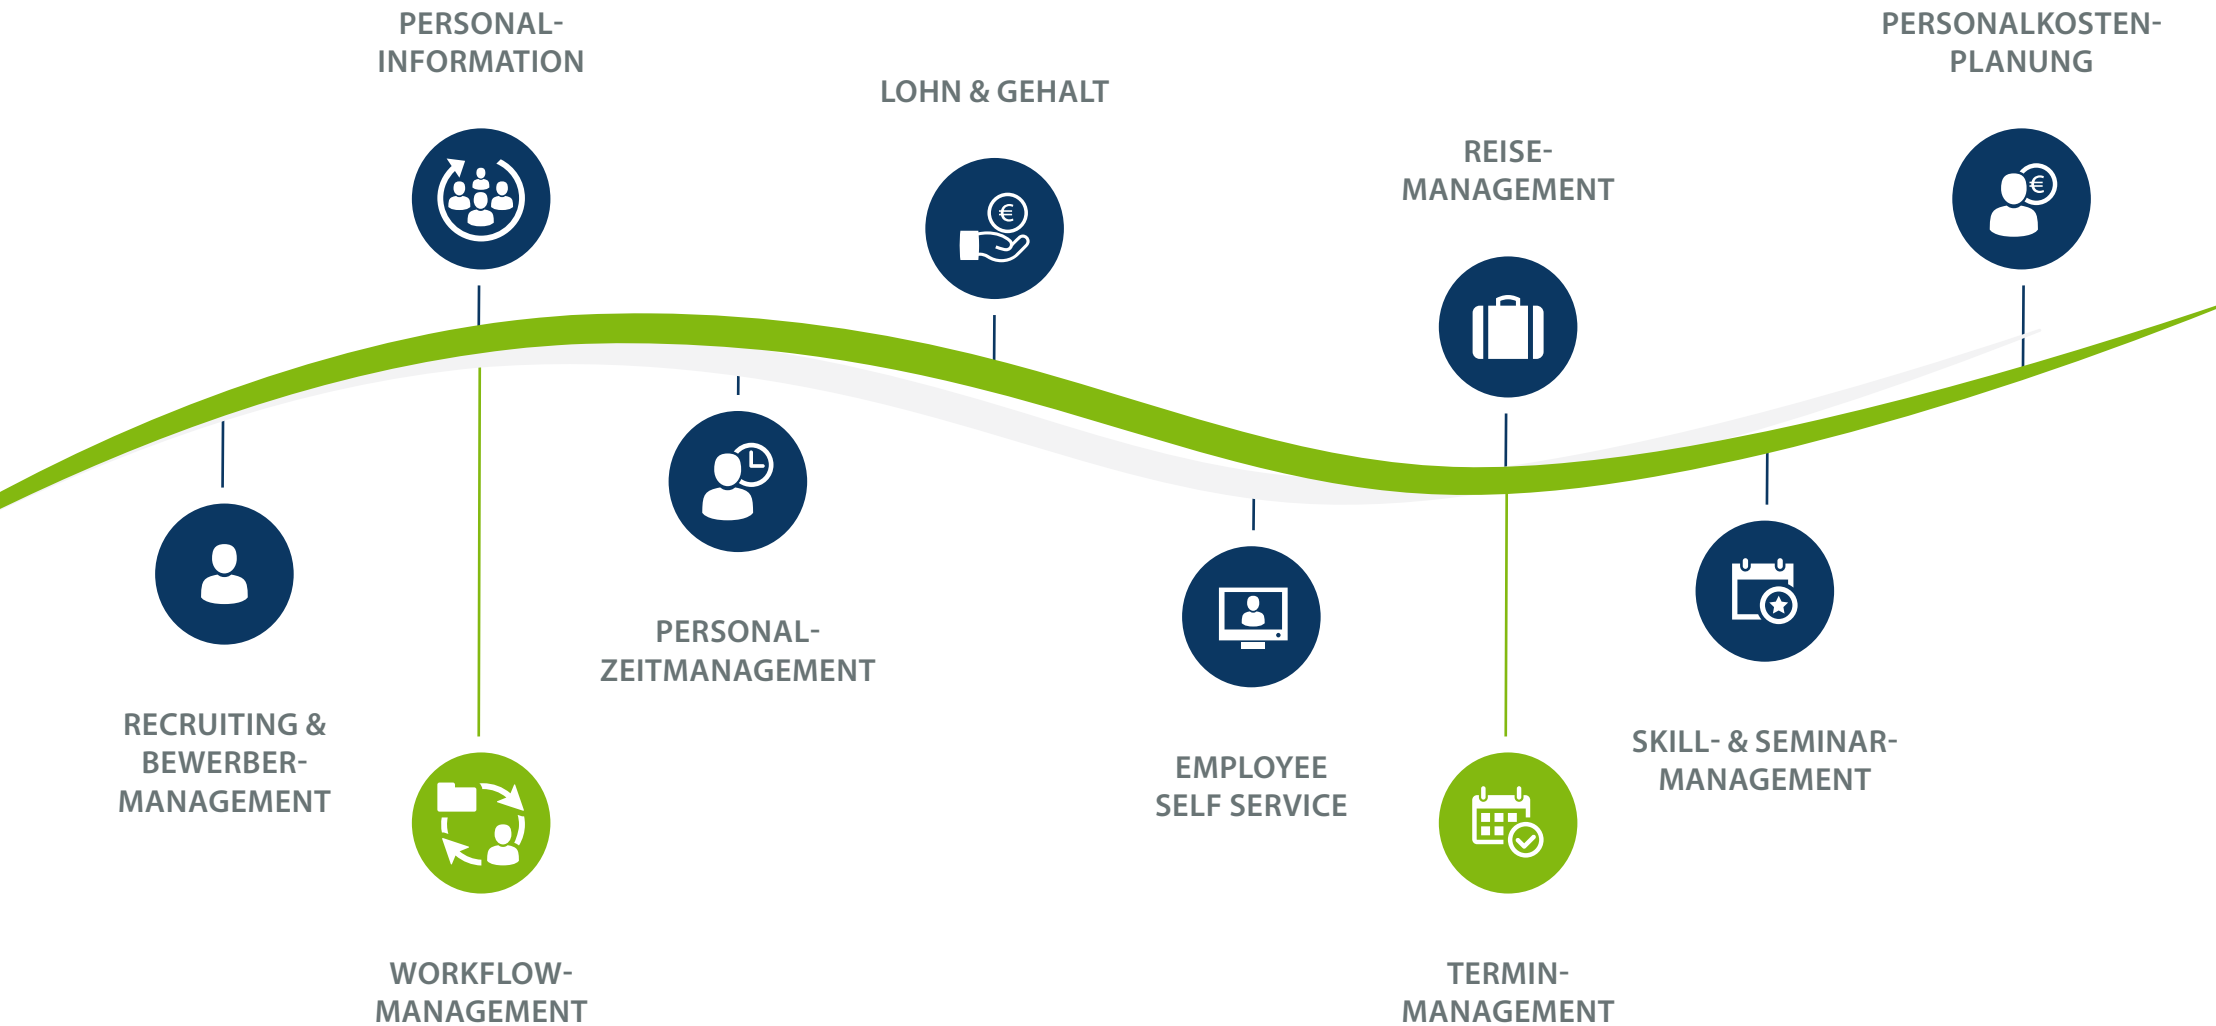 PERSONAL-
INFORMATION
PERSONALKOSTEN-
PLANUNG
LOHN & GEHALT
REISE-
MANAGEMENT
€
€
PERSONAL-
ZEITMANAGEMENT
RECRUITING &
BEWERBER-
MANAGEMENT
EMPLOYEE
SELF SERVICE
SKILL- & SEMINAR-
MANAGEMENT
WORKFLOW-
MANAGEMENT
TERMIN-
MANAGEMENT